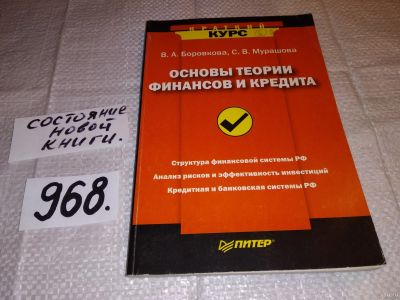 КРАТКИЙ
КУРС
В. А. Боровкова, С. В. Мурашова
ОСНОВЫ ТЕОРИИ
ФИНАНСОВ И КРЕДИТА
Структура финансовой системы РФ
Анализ рисков и эффективность инвестиций
Кредитная и банковская системы РФ
ПИТЕР
СОСТОЯНИЕ
НОВОЙ
КНИГИ.
968.